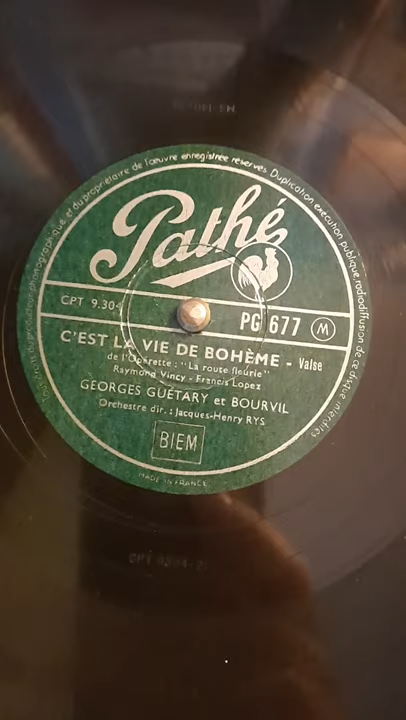 Tous droits du producteur phonographique et du propriétaire de l'œuvre enregistrée réservés. Duplication exécution publique radiodiffusion de ce disque interdites
Pathé
CPT 9.304
PG 677 M
C'EST LA VIE DE BOHÈME - Valse
de l'Opérette : "La route fleurie"
Raymond Vincy - Francis Lopez
GEORGES GUÉTARY et BOURVIL
Orchestre dir. : Jacques-Henry RYS
BIEM
MADE IN FRANCE